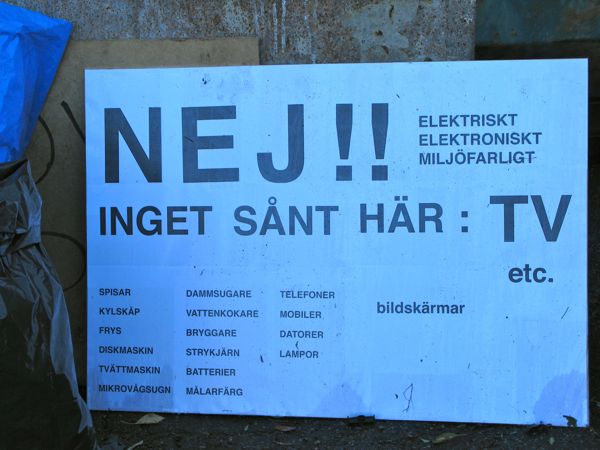 NEJ!!
ELEKTRISKT
ELEKTRONISKT
MILJÖFARLIGT
INGET SÅNT HÄR : TV
etc.
SPISAR
KYLSKÅP
FRYS
DISKMASKIN
TVÄTTMASKIN
MIKROVÅGSUGN
DAMMSUGARE
VATTENKOKARE
BRYGGARE
STRYKJÄRN
BATTERIER
MÅLARFÄRG
TELEFONER
MOBILER
DATORER
LAMPOR
bildskärmar